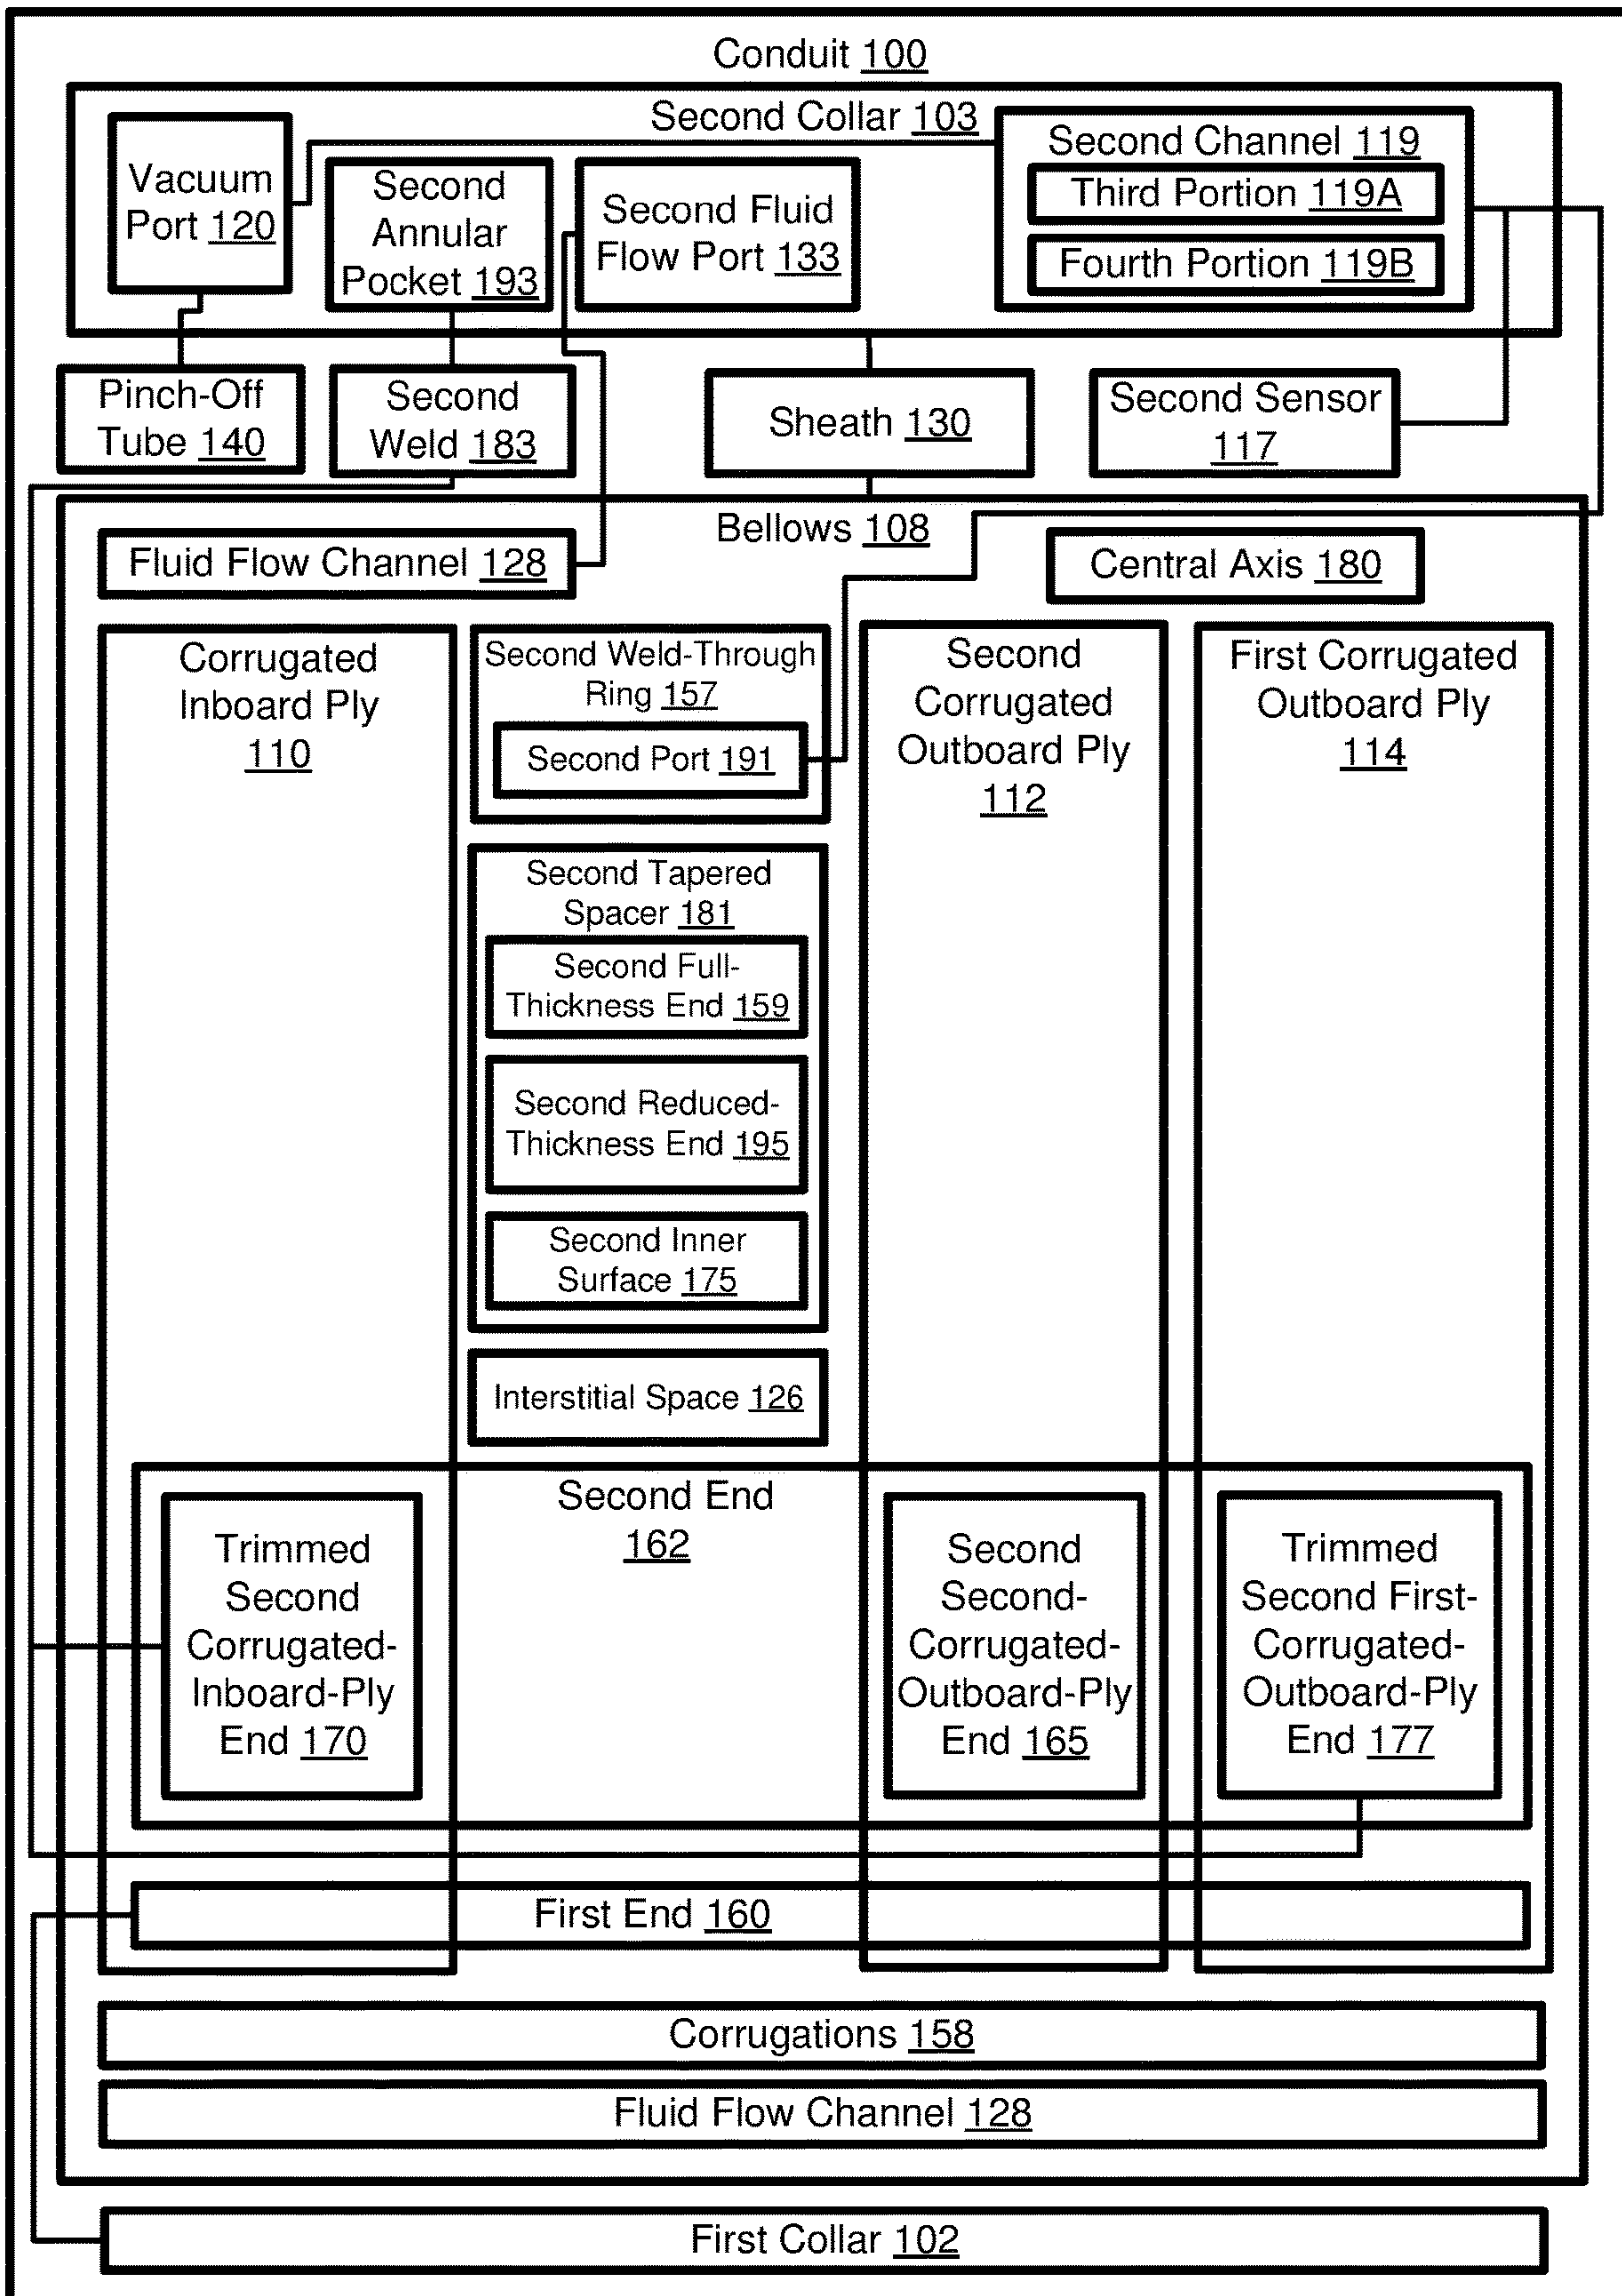 Conduit 100
Second Collar 103
Vacuum
Port 120
Second
Annular
Pocket 193
Second Fluid
Flow Port 133
Second Channel 119
Third Portion 119A
Fourth Portion 119B
Pinch-Off
Tube 140
Second
Weld 183
Sheath 130
Second Sensor
117
Bellows 108
Fluid Flow Channel 128
Central Axis 180
Corrugated
Inboard Ply
110
Second Weld-Through
Ring 157
Second Port 191
Second
Corrugated
Outboard Ply
112
First Corrugated
Outboard Ply
114
Second Tapered
Spacer 181
Second Full-
Thickness End 159
Second Reduced-
Thickness End 195
Second Inner
Surface 175
Interstitial Space 126
Second End
162
Trimmed
Second
Corrugated-
Inboard-Ply
End 170
Second
Second-
Corrugated-
Outboard-Ply
End 165
Trimmed
Second First-
Corrugated-
Outboard-Ply
End 177
First End 160
Corrugations 158
Fluid Flow Channel 128
First Collar 102